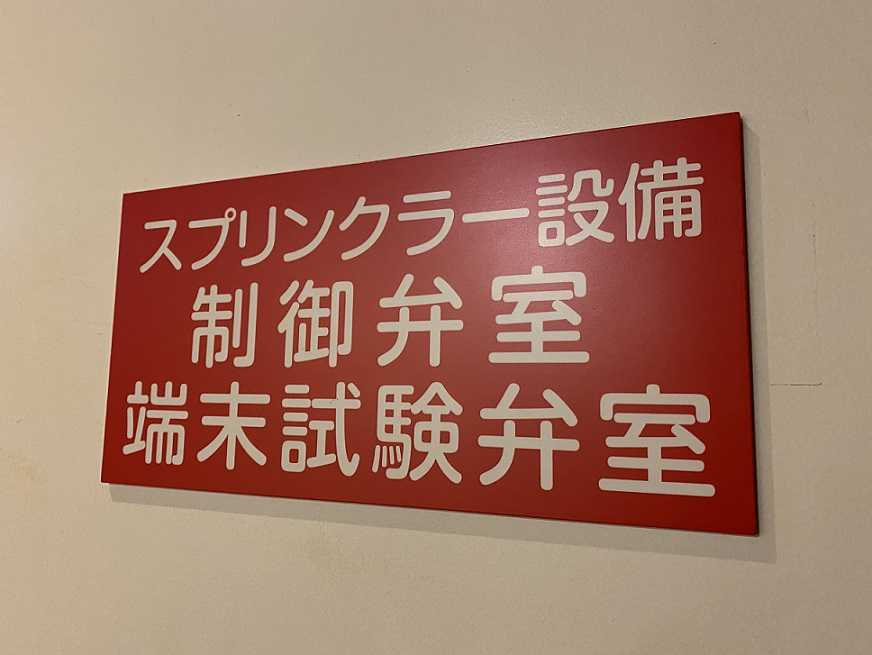 スプリンクラー設備
制御弁室
端末試験弁室